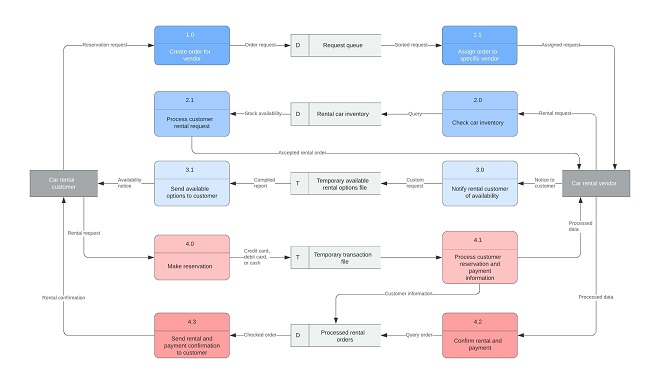 1.0
Create order for
vendor
Reservation request
Order request
D
Request queue
Sorted request
1.1
Assign order to
specific vendor
Assigned request
2.1
Process customer
rental request
Stock availability
D
Rental car inventory
Query
2.0
Check car inventory
Rental request
Accepted rental order
Car rental
customer
Availability
notice
3.1
Send available
options to customer
Complied
report
T
Temporary available
rental options file
Custom
request
3.0
Notify rental customer
of availability
Notice to
customer
Car rental vendor
Rental request
4.0
Make reservation
Credit card,
debit card,
or cash
T
Temporary transaction
file
4.1
Process customer
reservation and
payment
information
Processed
data
Customer information
Rental confirmation
Processed data
4.3
Send rental and
payment confirmation
to customer
Checked order
D
Processed rental
orders
Query order
4.2
Confirm rental and
payment